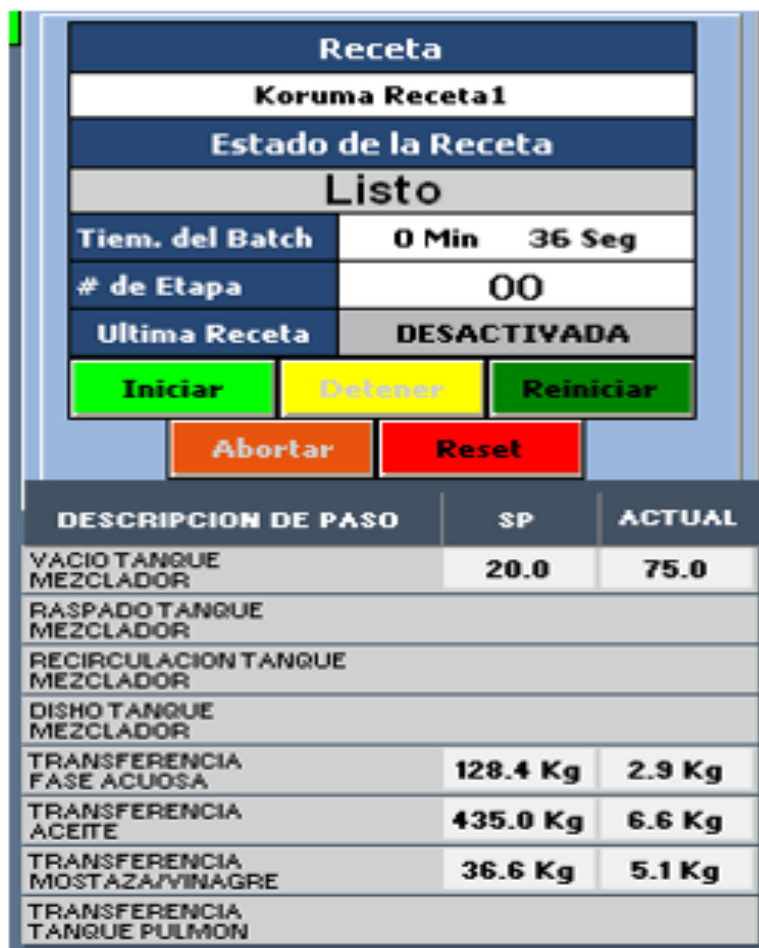 Receta
Koruma Receta1
Estado de la Receta
Listo
Tiem. del Batch 0 Min 36 Seg
# de Etapa 00
Ultima Receta DESACTIVADA
Iniciar Detener Reiniciar
Abortar Reset
DESCRIPCION DE PASO SP ACTUAL
VACIO TANQUE
MEZCLADOR 20.0 75.0
RASPADO TANQUE
MEZCLADOR
RECIRCULACION TANQUE
MEZCLADOR
DISHO TANQUE
MEZCLADOR
TRANSFERENCIA
FASE ACUOSA 128.4 Kg 2.9 Kg
TRANSFERENCIA
ACEITE 435.0 Kg 6.6 Kg
TRANSFERENCIA
MOSTAZA/VINAGRE 36.6 Kg 5.1 Kg
TRANSFERENCIA
TANQUE PULMON